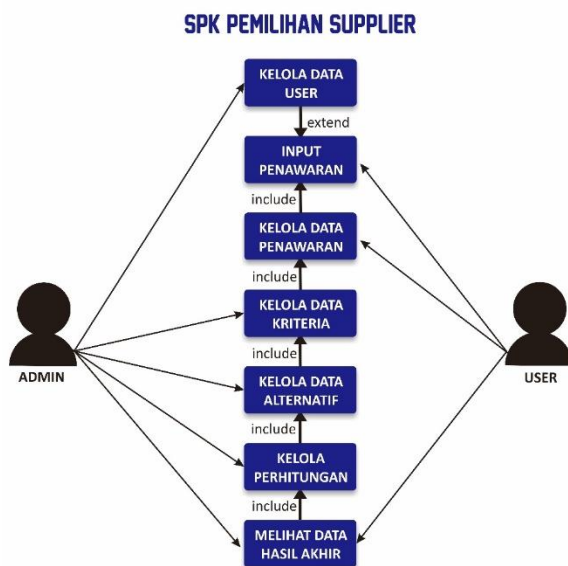 SPK PEMILIHAN SUPPLIER
KELOLA DATA
USER
extend
INPUT
PENAWARAN
include
KELOLA DATA
PENAWARAN
include
KELOLA DATA
KRITERIA
ADMIN
USER
include
KELOLA DATA
ALTERNATIF
include
KELOLA
PERHITUNGAN
include
MELIHAT DATA
HASIL AKHIR